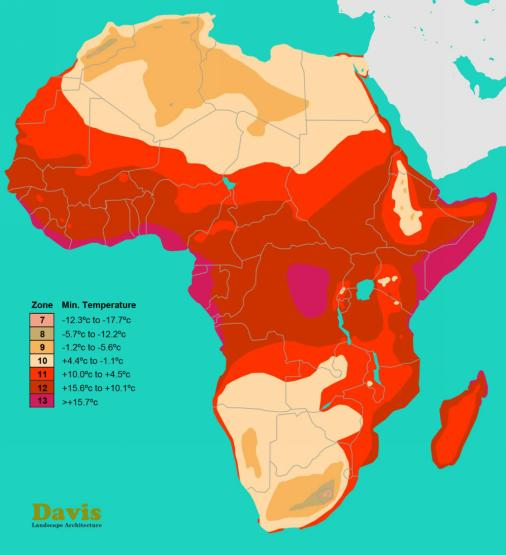 Zone Min. Temperature
7 -12.3ºc to -17.7ºc
8 -5.7ºc to -12.2ºc
9 -1.2ºc to -5.6ºc
10 +4.4ºc to -1.1ºc
11 +10.0ºc to +4.5ºc
12 +15.6ºc to +10.1ºc
13 >+15.7ºc
Davis
Landscape Architecture